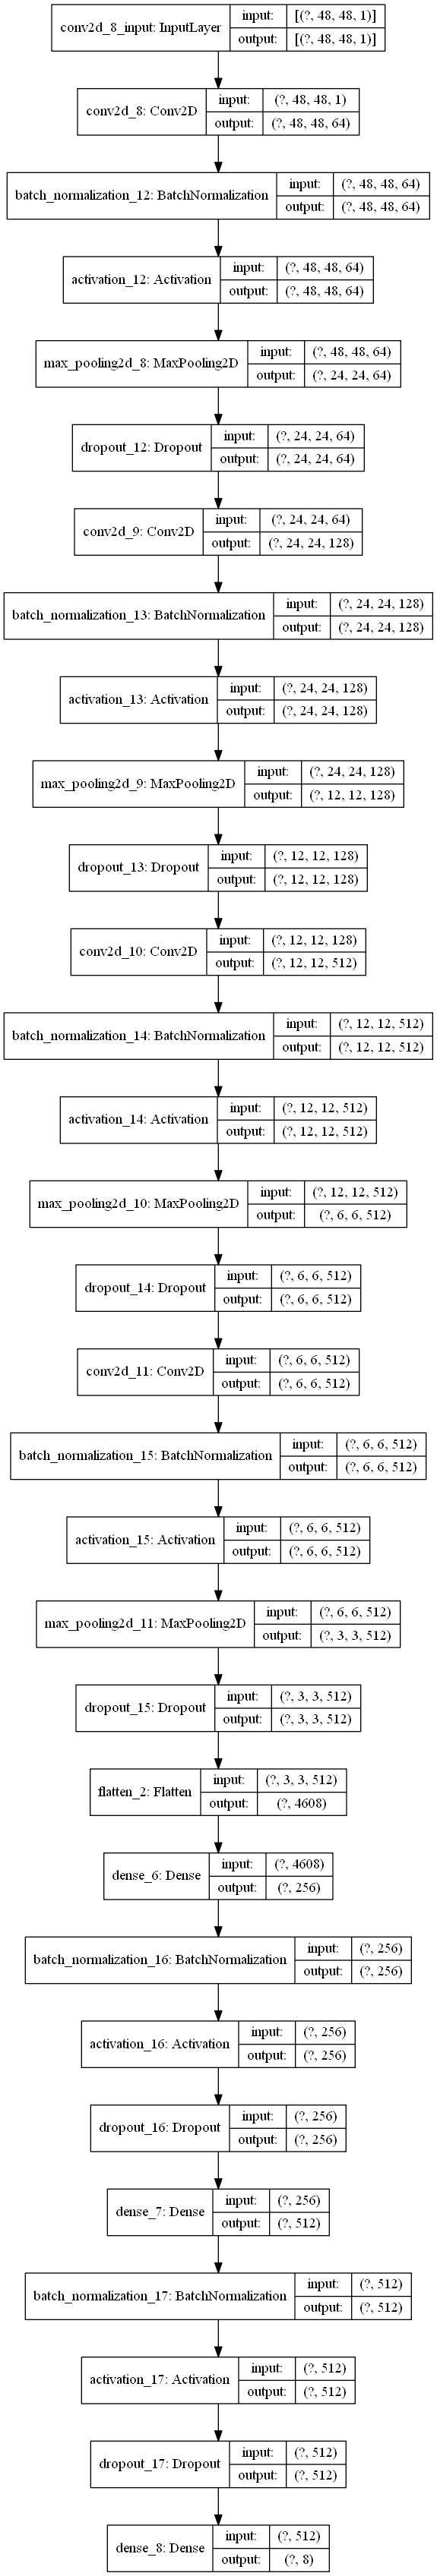 conv2d_8_input: InputLayer
input: [(?, 48, 48, 1)]
output: [(?, 48, 48, 1)]
conv2d_8: Conv2D
input: (?, 48, 48, 1)
output: (?, 48, 48, 64)
batch_normalization_12: BatchNormalization
input: (?, 48, 48, 64)
output: (?, 48, 48, 64)
activation_12: Activation
input: (?, 48, 48, 64)
output: (?, 48, 48, 64)
max_pooling2d_8: MaxPooling2D
input: (?, 48, 48, 64)
output: (?, 24, 24, 64)
dropout_12: Dropout
input: (?, 24, 24, 64)
output: (?, 24, 24, 64)
conv2d_9: Conv2D
input: (?, 24, 24, 64)
output: (?, 24, 24, 128)
batch_normalization_13: BatchNormalization
input: (?, 24, 24, 128)
output: (?, 24, 24, 128)
activation_13: Activation
input: (?, 24, 24, 128)
output: (?, 24, 24, 128)
max_pooling2d_9: MaxPooling2D
input: (?, 24, 24, 128)
output: (?, 12, 12, 128)
dropout_13: Dropout
input: (?, 12, 12, 128)
output: (?, 12, 12, 128)
conv2d_10: Conv2D
input: (?, 12, 12, 128)
output: (?, 12, 12, 512)
batch_normalization_14: BatchNormalization
input: (?, 12, 12, 512)
output: (?, 12, 12, 512)
activation_14: Activation
input: (?, 12, 12, 512)
output: (?, 12, 12, 512)
max_pooling2d_10: MaxPooling2D
input: (?, 12, 12, 512)
output: (?, 6, 6, 512)
dropout_14: Dropout
input: (?, 6, 6, 512)
output: (?, 6, 6, 512)
conv2d_11: Conv2D
input: (?, 6, 6, 512)
output: (?, 6, 6, 512)
batch_normalization_15: BatchNormalization
input: (?, 6, 6, 512)
output: (?, 6, 6, 512)
activation_15: Activation
input: (?, 6, 6, 512)
output: (?, 6, 6, 512)
max_pooling2d_11: MaxPooling2D
input: (?, 6, 6, 512)
output: (?, 3, 3, 512)
dropout_15: Dropout
input: (?, 3, 3, 512)
output: (?, 3, 3, 512)
flatten_2: Flatten
input: (?, 3, 3, 512)
output: (?, 4608)
dense_6: Dense
input: (?, 4608)
output: (?, 256)
batch_normalization_16: BatchNormalization
input: (?, 256)
output: (?, 256)
activation_16: Activation
input: (?, 256)
output: (?, 256)
dropout_16: Dropout
input: (?, 256)
output: (?, 256)
dense_7: Dense
input: (?, 256)
output: (?, 512)
batch_normalization_17: BatchNormalization
input: (?, 512)
output: (?, 512)
activation_17: Activation
input: (?, 512)
output: (?, 512)
dropout_17: Dropout
input: (?, 512)
output: (?, 512)
dense_8: Dense
input: (?, 512)
output: (?, 8)